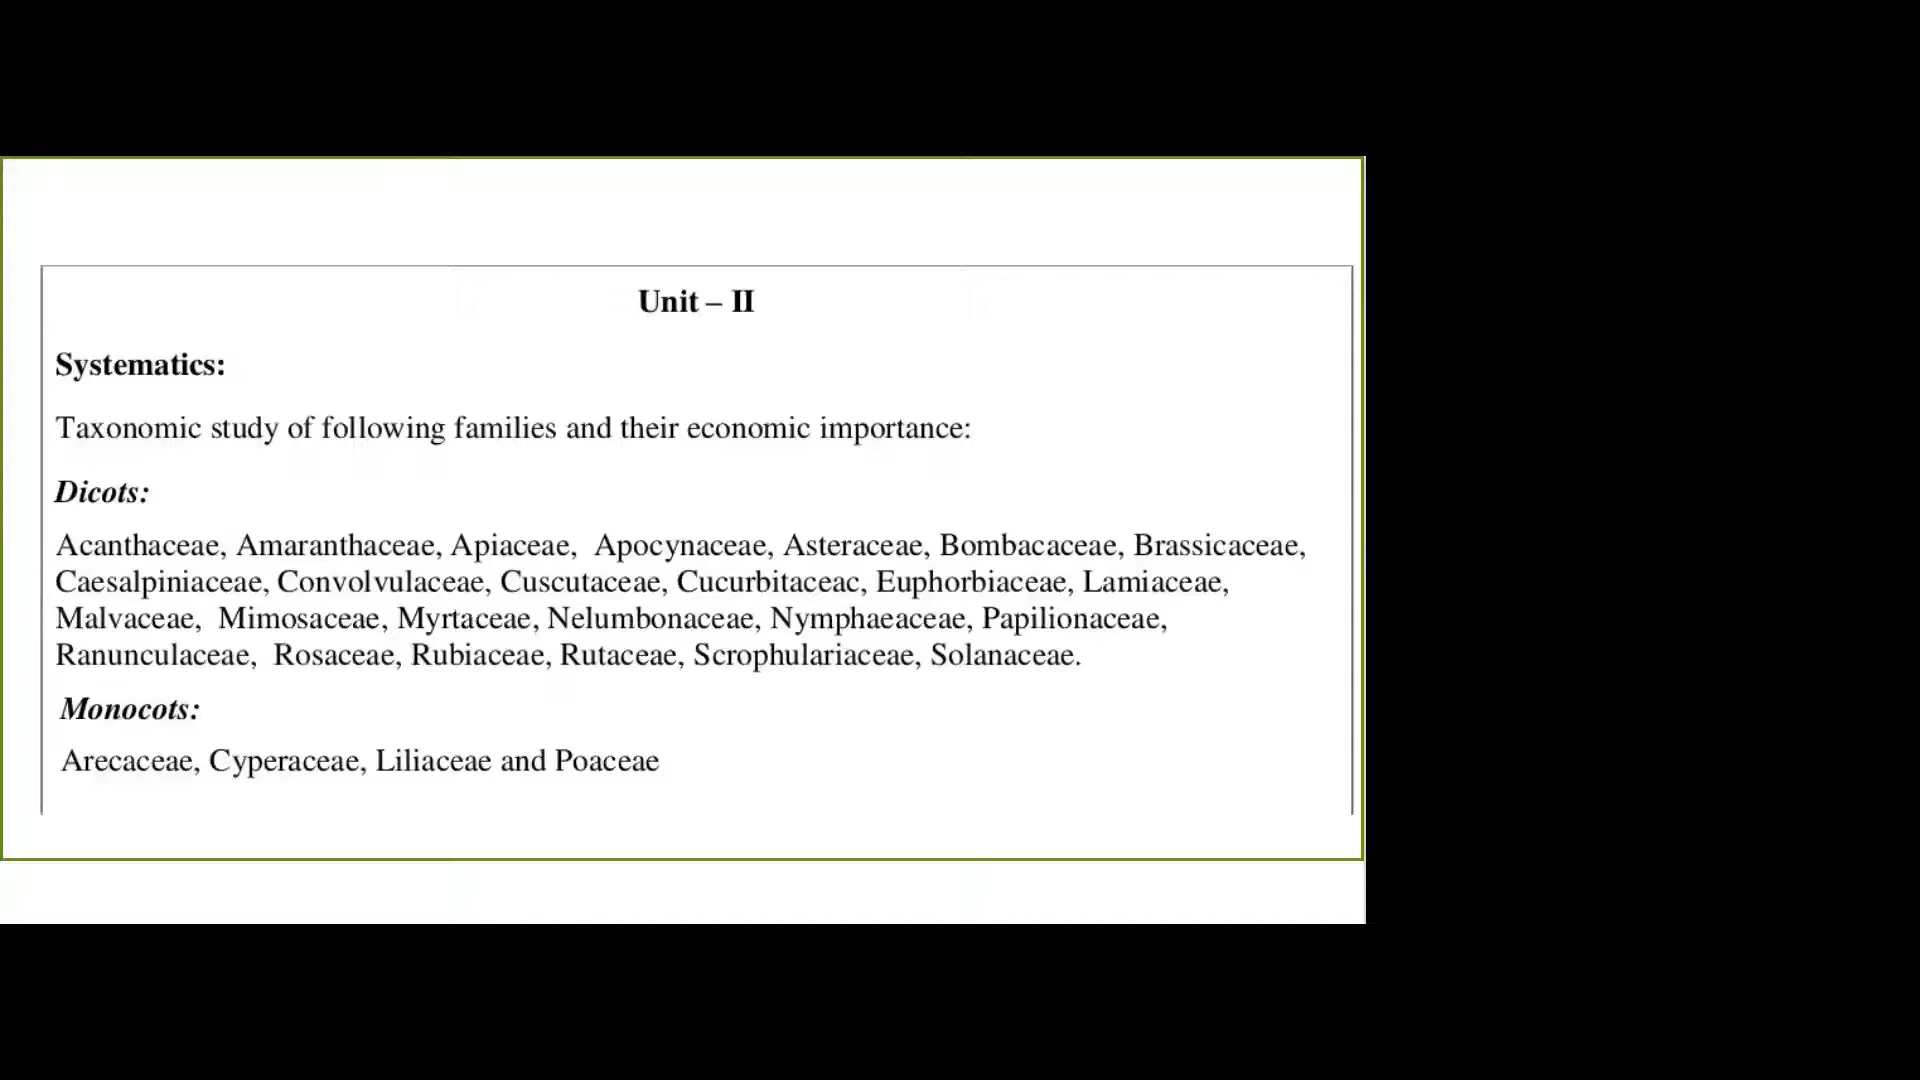 Unit – II
Systematics:
Taxonomic study of following families and their economic importance:
Dicots:
Acanthaceae, Amaranthaceae, Apiaceae,  Apocynaceae, Asteraceae, Bombacaceae, Brassicaceae,
Caesalpiniaceae, Convolvulaceae, Cuscutaceae, Cucurbitaceac, Euphorbiaceae, Lamiaceae,
Malvaceae,  Mimosaceae, Myrtaceae, Nelumbonaceae, Nymphaeaceae, Papilionaceae,
Ranunculaceae,  Rosaceae, Rubiaceae, Rutaceae, Scrophulariaceae, Solanaceae.
Monocots:
Arecaceae, Cyperaceae, Liliaceae and Poaceae